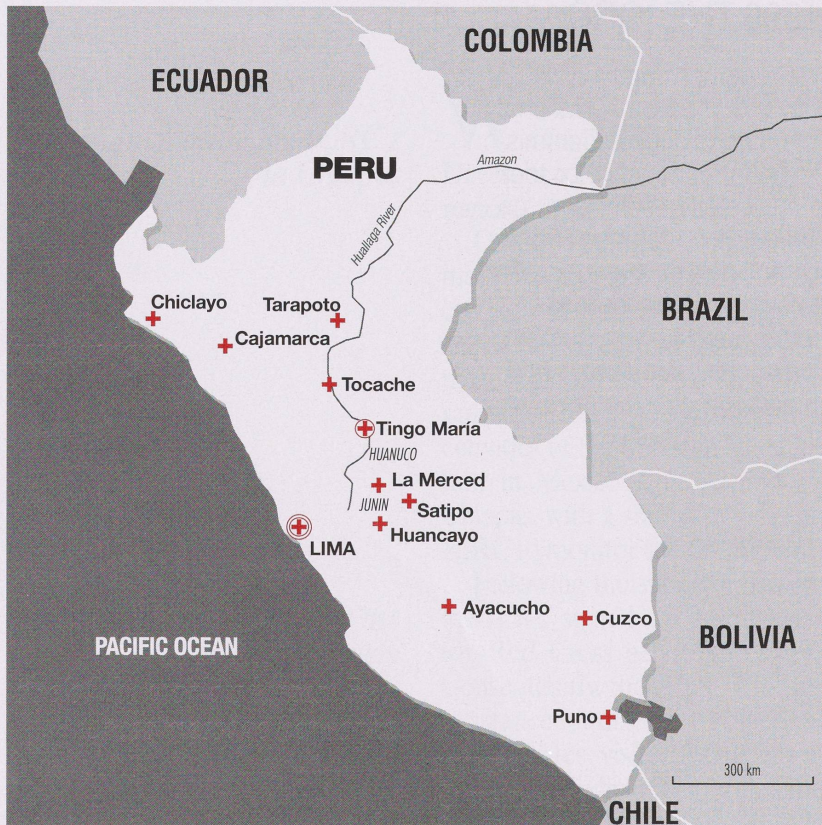 COLOMBIA
ECUADOR
PERU
Amazon
Huallaga River
Chiclayo
Tarapoto
BRAZIL
Cajamarca
Tocache
Tingo María
HUANUCO
La Merced
JUNIN
Satipo
Huancayo
LIMA
Ayacucho
Cuzco
PACIFIC OCEAN
BOLIVIA
Puno
300 km
CHILE